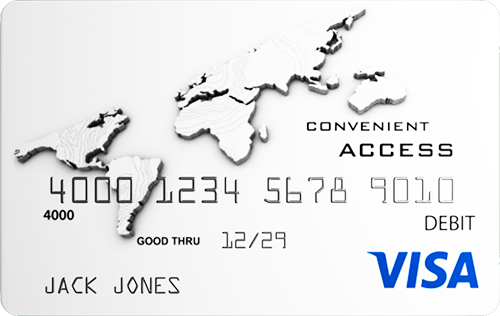 CONVENIENT
ACCESS
4000 1234 5678 9010
4000
DEBIT
GOOD THRU 12/29
VISA
JACK JONES